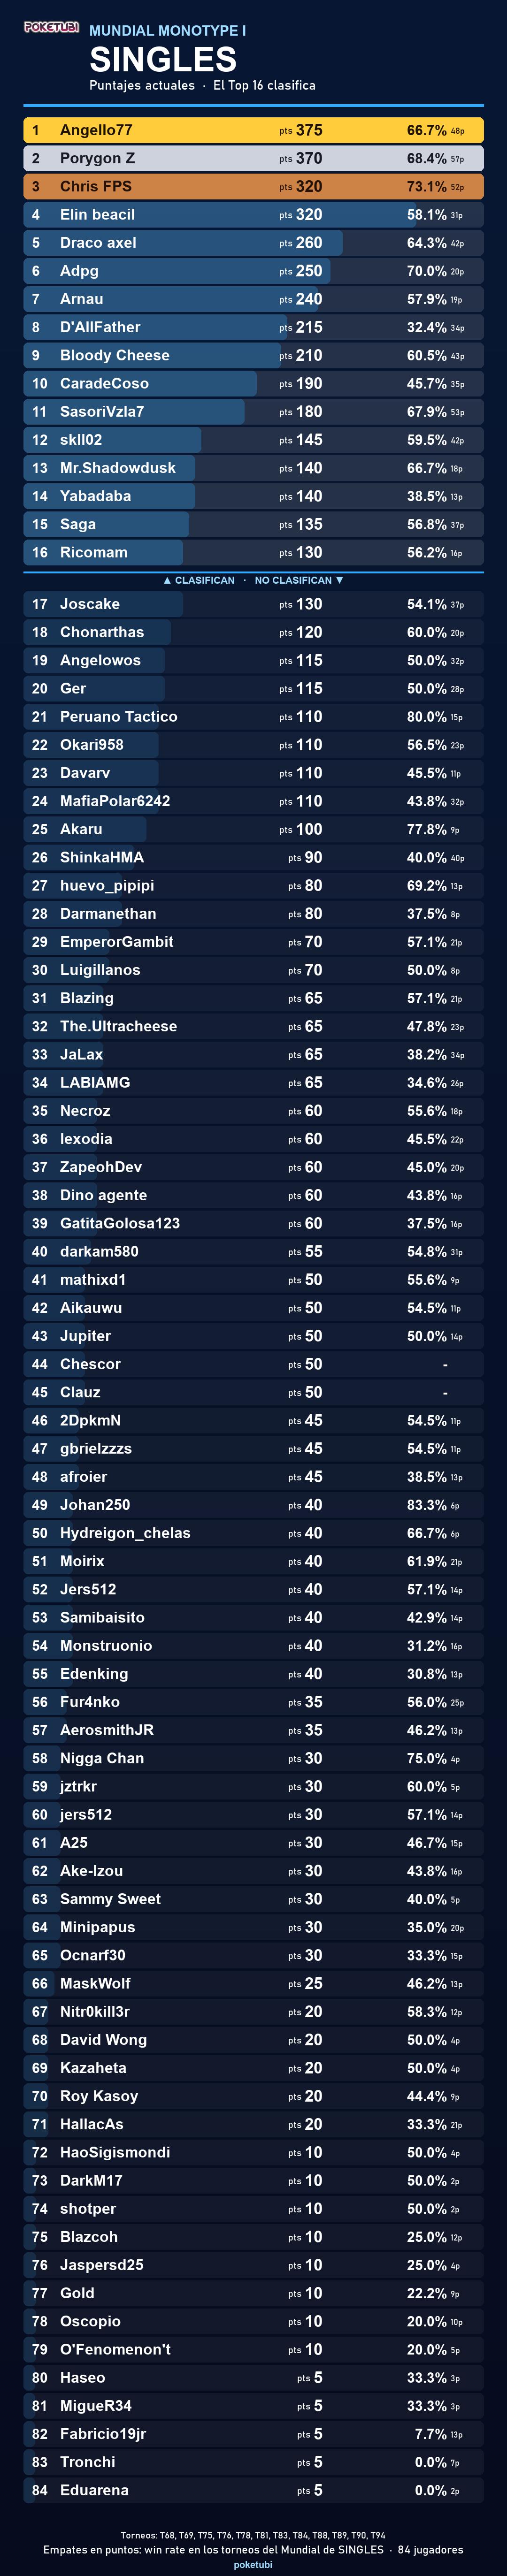 POKETUBI
MUNDIAL MONOTYPE I
SINGLES
Puntajes actuales · El Top 16 clasifica
1 Angello77 pts 375 66.7% 48p
2 Porygon Z pts 370 68.4% 57p
3 Chris FPS pts 320 73.1% 52p
4 Elin beacil pts 320 58.1% 31p
5 Draco axel pts 260 64.3% 42p
6 Adpg pts 250 70.0% 20p
7 Arnau pts 240 57.9% 19p
8 D'AllFather pts 215 32.4% 34p
9 Bloody Cheese pts 210 60.5% 43p
10 CaradeCoso pts 190 45.7% 35p
11 SasoriVzla7 pts 180 67.9% 53p
12 skll02 pts 145 59.5% 42p
13 Mr.Shadowdusk pts 140 66.7% 18p
14 Yabadaba pts 140 38.5% 13p
15 Saga pts 135 56.8% 37p
16 Ricomam pts 130 56.2% 16p
▲ CLASIFICAN · NO CLASIFICAN ▼
17 Joscake pts 130 54.1% 37p
18 Chonarthas pts 120 60.0% 20p
19 Angelowos pts 115 50.0% 32p
20 Ger pts 115 50.0% 28p
21 Peruano Tactico pts 110 80.0% 15p
22 Okari958 pts 110 56.5% 23p
23 Davarv pts 110 45.5% 11p
24 MafiaPolar6242 pts 110 43.8% 32p
25 Akaru pts 100 77.8% 9p
26 ShinkaHMA pts 90 40.0% 40p
27 huevo_pipipi pts 80 69.2% 13p
28 Darmanethan pts 80 37.5% 8p
29 EmperorGambit pts 70 57.1% 21p
30 Luigillanos pts 70 50.0% 8p
31 Blazing pts 65 57.1% 21p
32 The.Ultracheese pts 65 47.8% 23p
33 JaLax pts 65 38.2% 34p
34 LABIAMG pts 65 34.6% 26p
35 Necroz pts 60 55.6% 18p
36 lexodia pts 60 45.5% 22p
37 ZapeohDev pts 60 45.0% 20p
38 Dino agente pts 60 43.8% 16p
39 GatitaGolosa123 pts 60 37.5% 16p
40 darkam580 pts 55 54.8% 31p
41 mathixd1 pts 50 55.6% 9p
42 Aikauwu pts 50 54.5% 11p
43 Jupiter pts 50 50.0% 14p
44 Chescor pts 50 -
45 Clauz pts 50 -
46 2DpkmN pts 45 54.5% 11p
47 gbrielzzzs pts 45 54.5% 11p
48 afroier pts 45 38.5% 13p
49 Johan250 pts 40 83.3% 6p
50 Hydreigon_chelas pts 40 66.7% 6p
51 Moirix pts 40 61.9% 21p
52 Jers512 pts 40 57.1% 14p
53 Samibaisito pts 40 42.9% 14p
54 Monstruonio pts 40 31.2% 16p
55 Edenking pts 40 30.8% 13p
56 Fur4nko pts 35 56.0% 25p
57 AerosmithJR pts 35 46.2% 13p
58 Nigga Chan pts 30 75.0% 4p
59 jztrkr pts 30 60.0% 5p
60 jers512 pts 30 57.1% 14p
61 A25 pts 30 46.7% 15p
62 Ake-Izou pts 30 43.8% 16p
63 Sammy Sweet pts 30 40.0% 5p
64 Minipapus pts 30 35.0% 20p
65 Ocnarf30 pts 30 33.3% 15p
66 MaskWolf pts 25 46.2% 13p
67 Nitr0kill3r pts 20 58.3% 12p
68 David Wong pts 20 50.0% 4p
69 Kazaheta pts 20 50.0% 4p
70 Roy Kasoy pts 20 44.4% 9p
71 HallacAs pts 20 33.3% 21p
72 HaoSigismondi pts 10 50.0% 4p
73 DarkM17 pts 10 50.0% 2p
74 shotper pts 10 50.0% 2p
75 Blazcoh pts 10 25.0% 12p
76 Jaspersd25 pts 10 25.0% 4p
77 Gold pts 10 22.2% 9p
78 Oscopio pts 10 20.0% 10p
79 O'Fenomenon't pts 10 20.0% 5p
80 Haseo pts 5 33.3% 3p
81 MigueR34 pts 5 33.3% 3p
82 Fabricio19jr pts 5 7.7% 13p
83 Tronchi pts 5 0.0% 7p
84 Eduarena pts 5 0.0% 2p
Torneos: T68, T69, T75, T76, T78, T81, T83, T84, T88, T89, T90, T94
Empates en puntos: win rate en los torneos del Mundial de SINGLES · 84 jugadores
poketubi